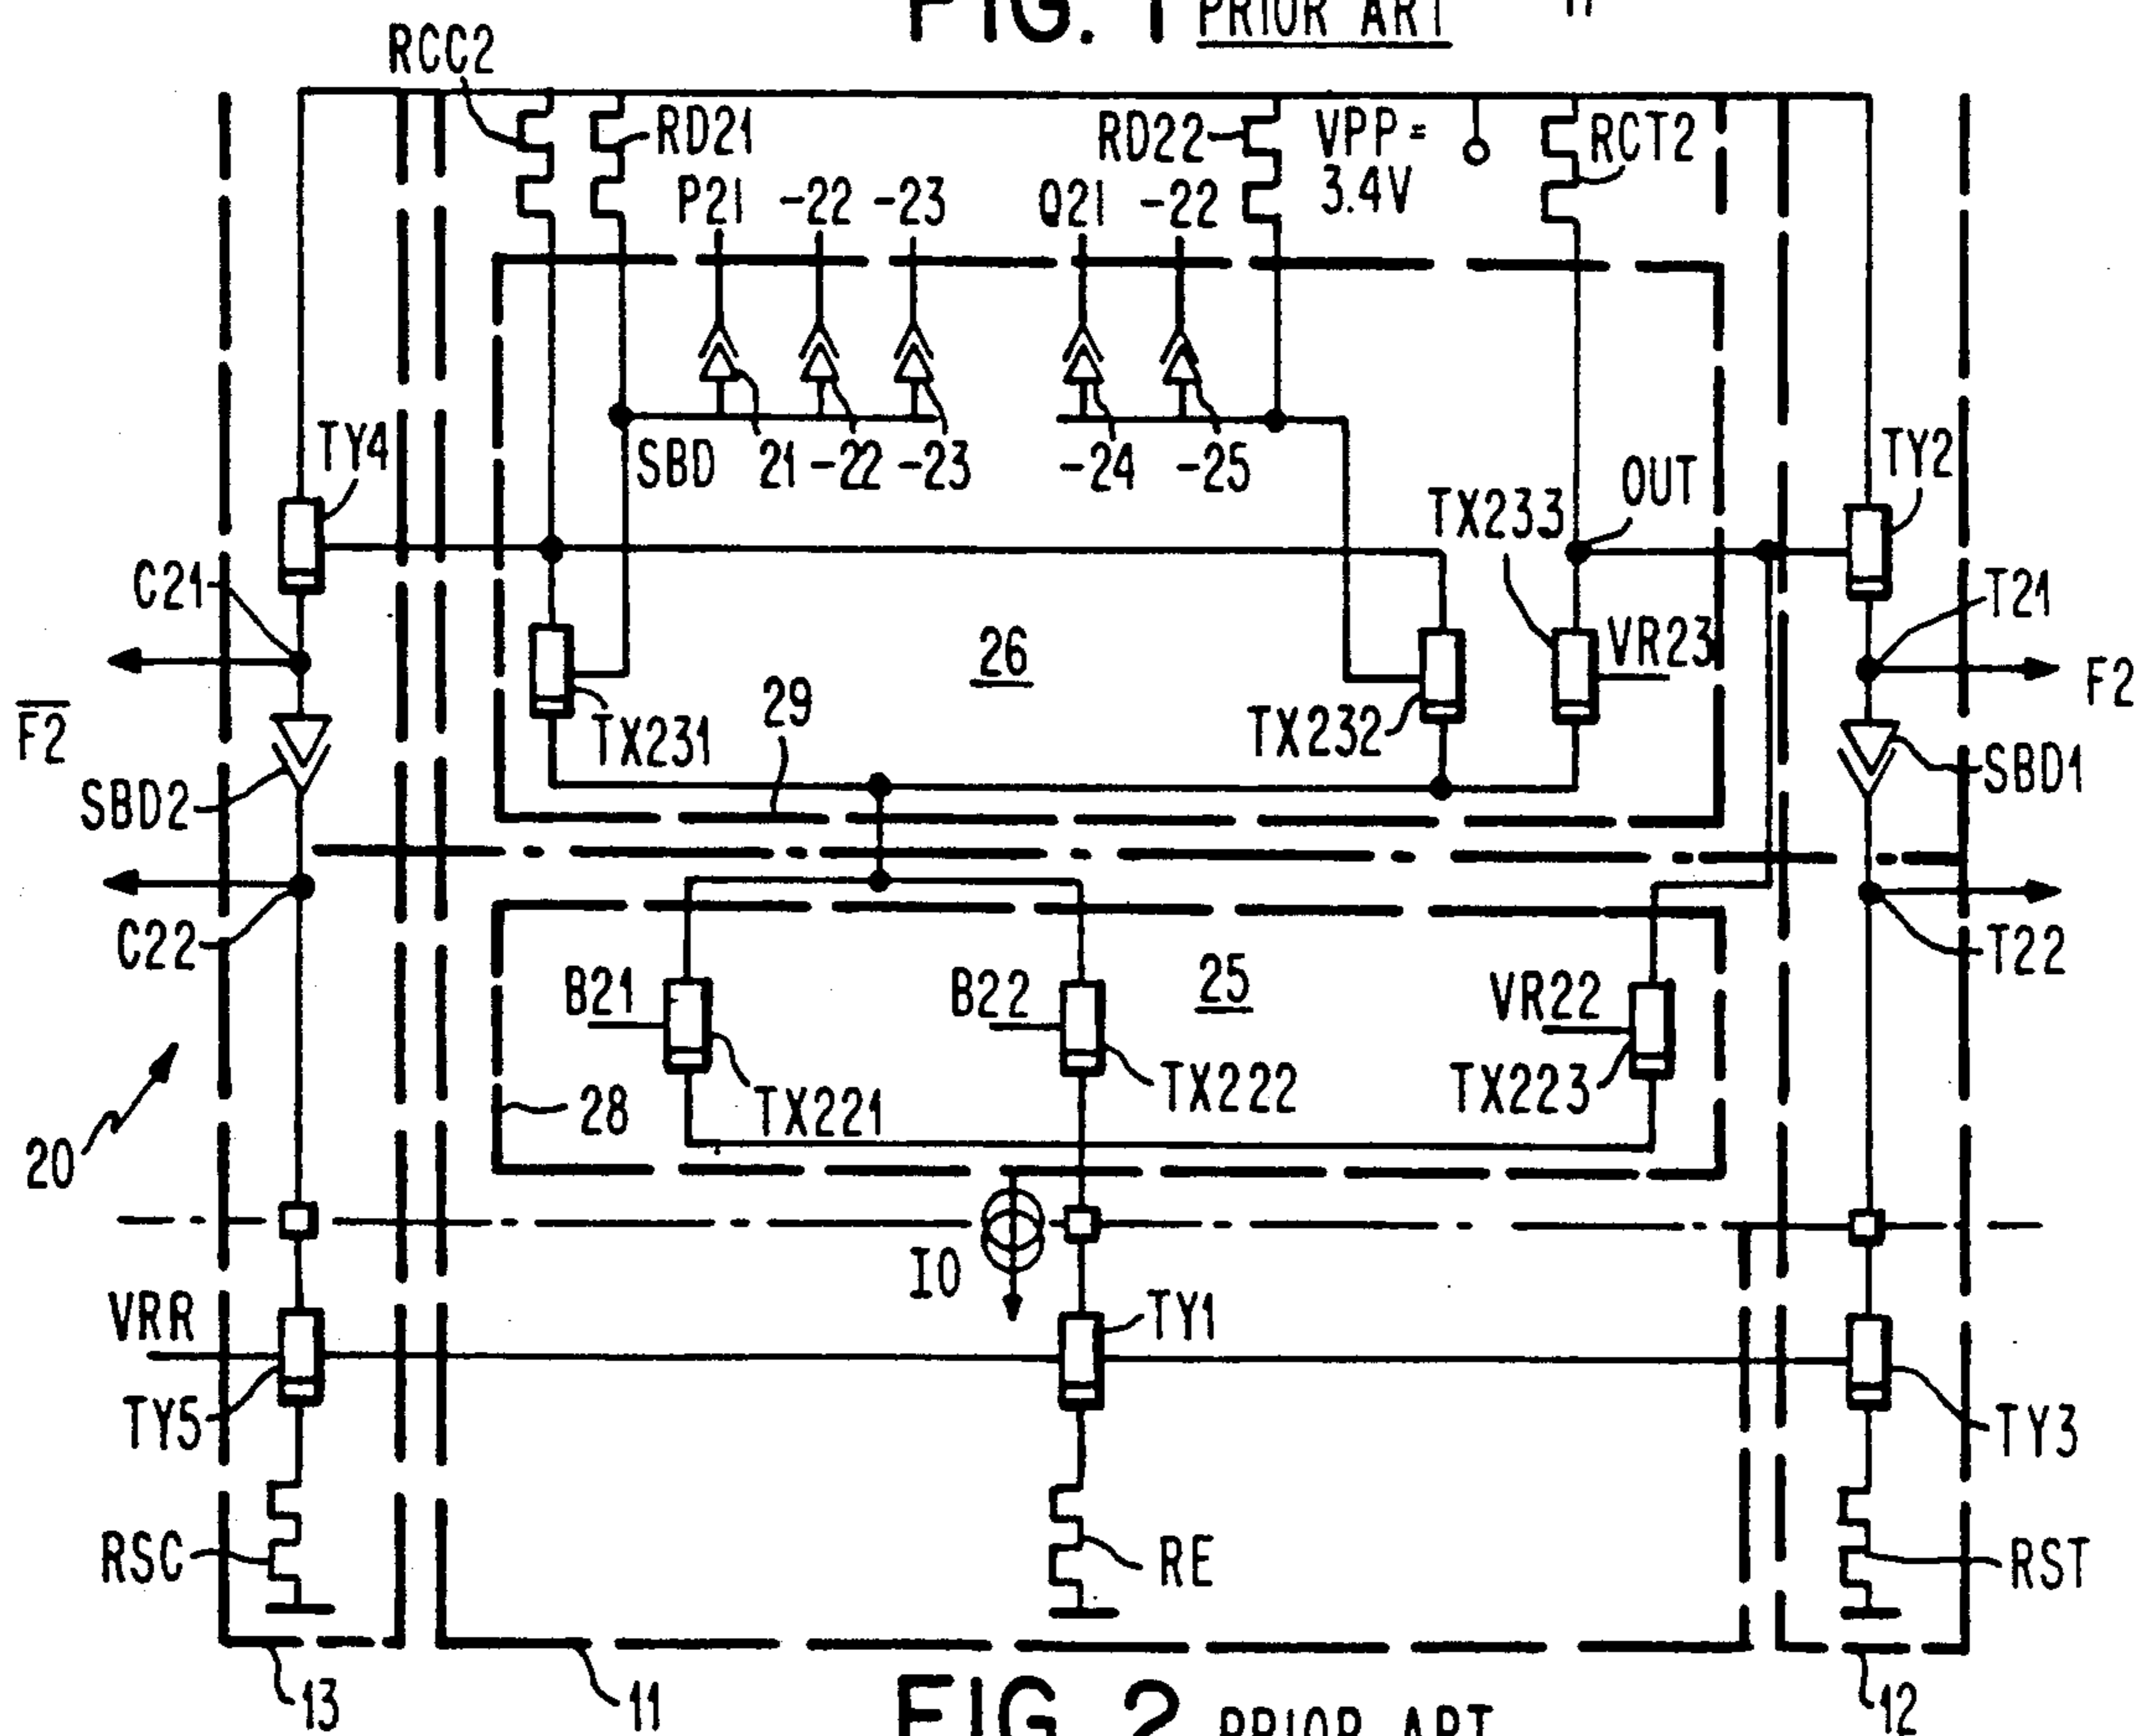 FIG. 1 PRIOR ART
RCC2
RD21
RD22
VPP=
3.4V
RCT2
P21 -22 -23
Q21 -22
TY4
SBD 21 -22 -23
-24 -25
TX233
OUT
TY2
C21
T21
26
VR23
F2
F2
29
TX231
TX232
SBD2
SBD1
C22
T22
B21
B22
25
VR22
28
TX221
TX222
TX223
20
I0
VRR
TY1
TY5
TY3
RSC
RE
RST
13
11
12
FIG. 2 PRIOR ART